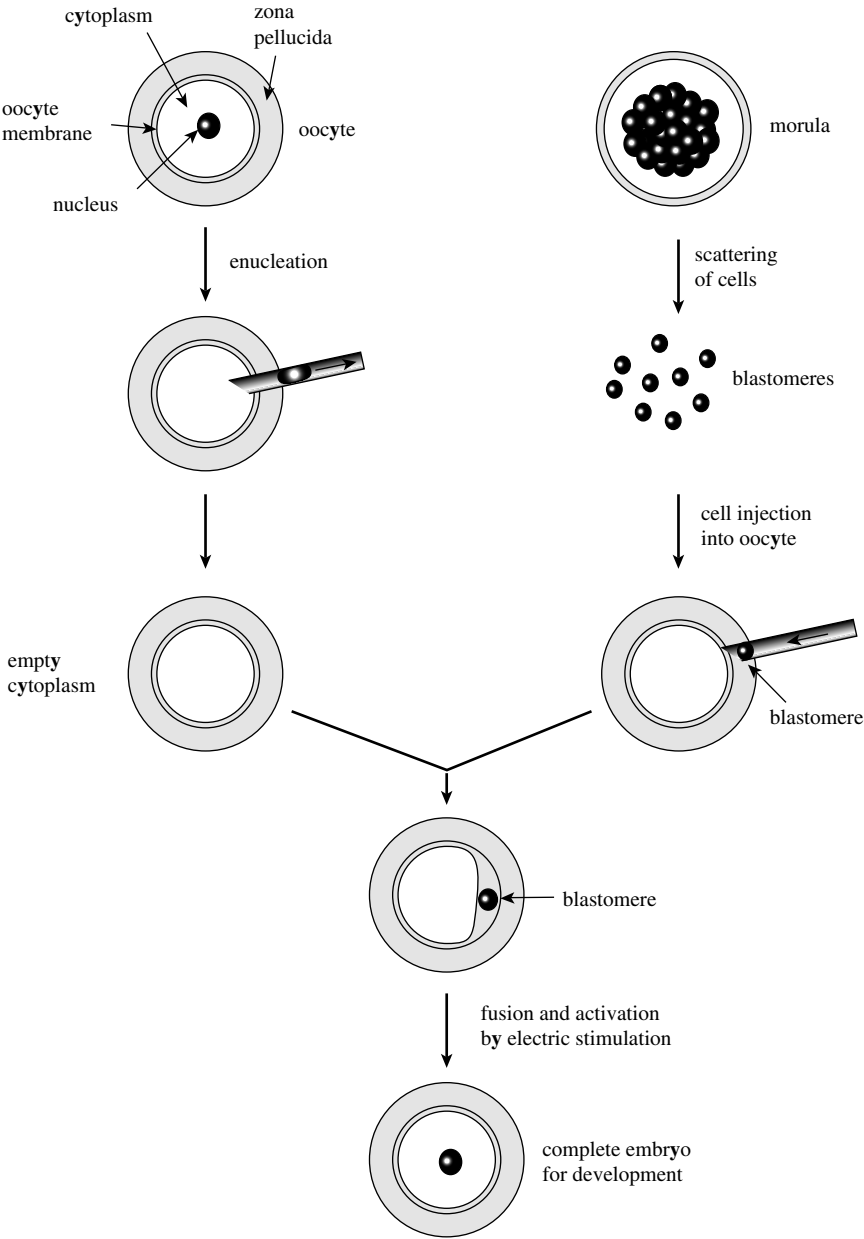 cytoplasm
zona
pellucida
oocyte
membrane
oocyte
nucleus
morula
enucleation
scattering
of cells
blastomeres
cell injection
into oocyte
empty
cytoplasm
blastomere
blastomere
fusion and activation
by electric stimulation
complete embryo
for development